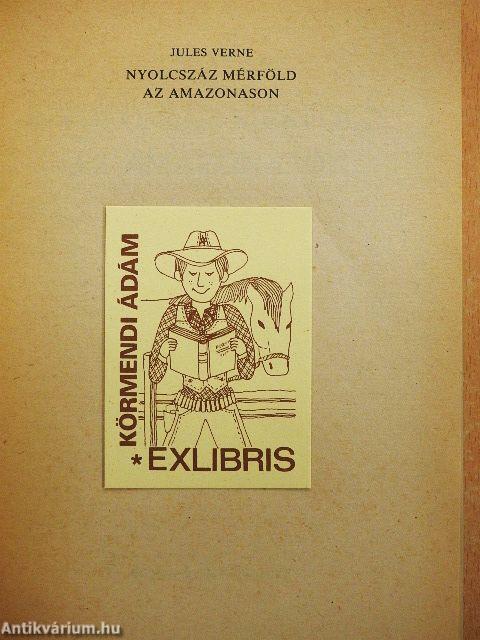 JULES VERNE
NYOLCSZÁZ MÉRFÖLD
AZ AMAZONASON
KÖRMENDI ÁDÁM
* EXLIBRIS
Antikvárium.hu